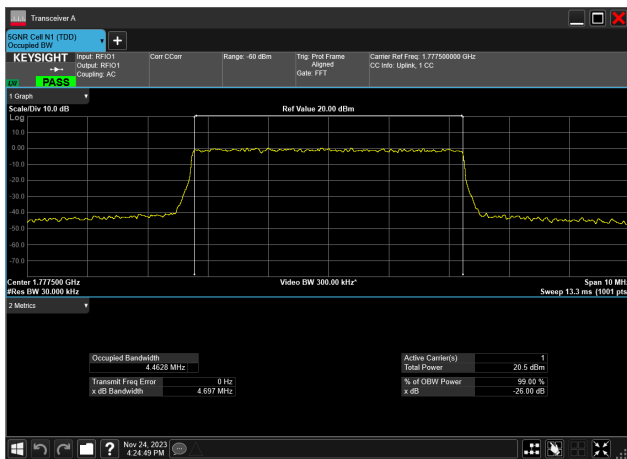 Transceiver A
5GNR Cell N1 (TDD)
Occupied BW
KEYSIGHT
LV
PASS
Input: RFIO1
Output: RFIO1
Coupling: AC
Corr CCorr
Range: -60 dBm
Trig: Prot Frame
Aligned
Gate: FFT
Carrier Ref Freq: 1.777500000 GHz
CC Info: Uplink, 1 CC
1 Graph
Scale/Div 10.0 dB
Ref Value 20.00 dBm
Log
10.0
0.00
-10.0
-20.0
-30.0
-40.0
-50.0
-60.0
-70.0
Center 1.777500 GHz
Video BW 300.00 kHz*
Span 10 MHz
#Res BW 30.000 kHz
Sweep 13.3 ms (1001 pts
2 Metrics
Occupied Bandwidth
4.4628 MHz
Transmit Freq Error 0 Hz
x dB Bandwidth 4.697 MHz
Active Carrier(s) 1
Total Power 20.5 dBm
% of OBW Power 99.00 %
x dB -26.00 dB
?
Nov 24, 2023
4:24:49 PM